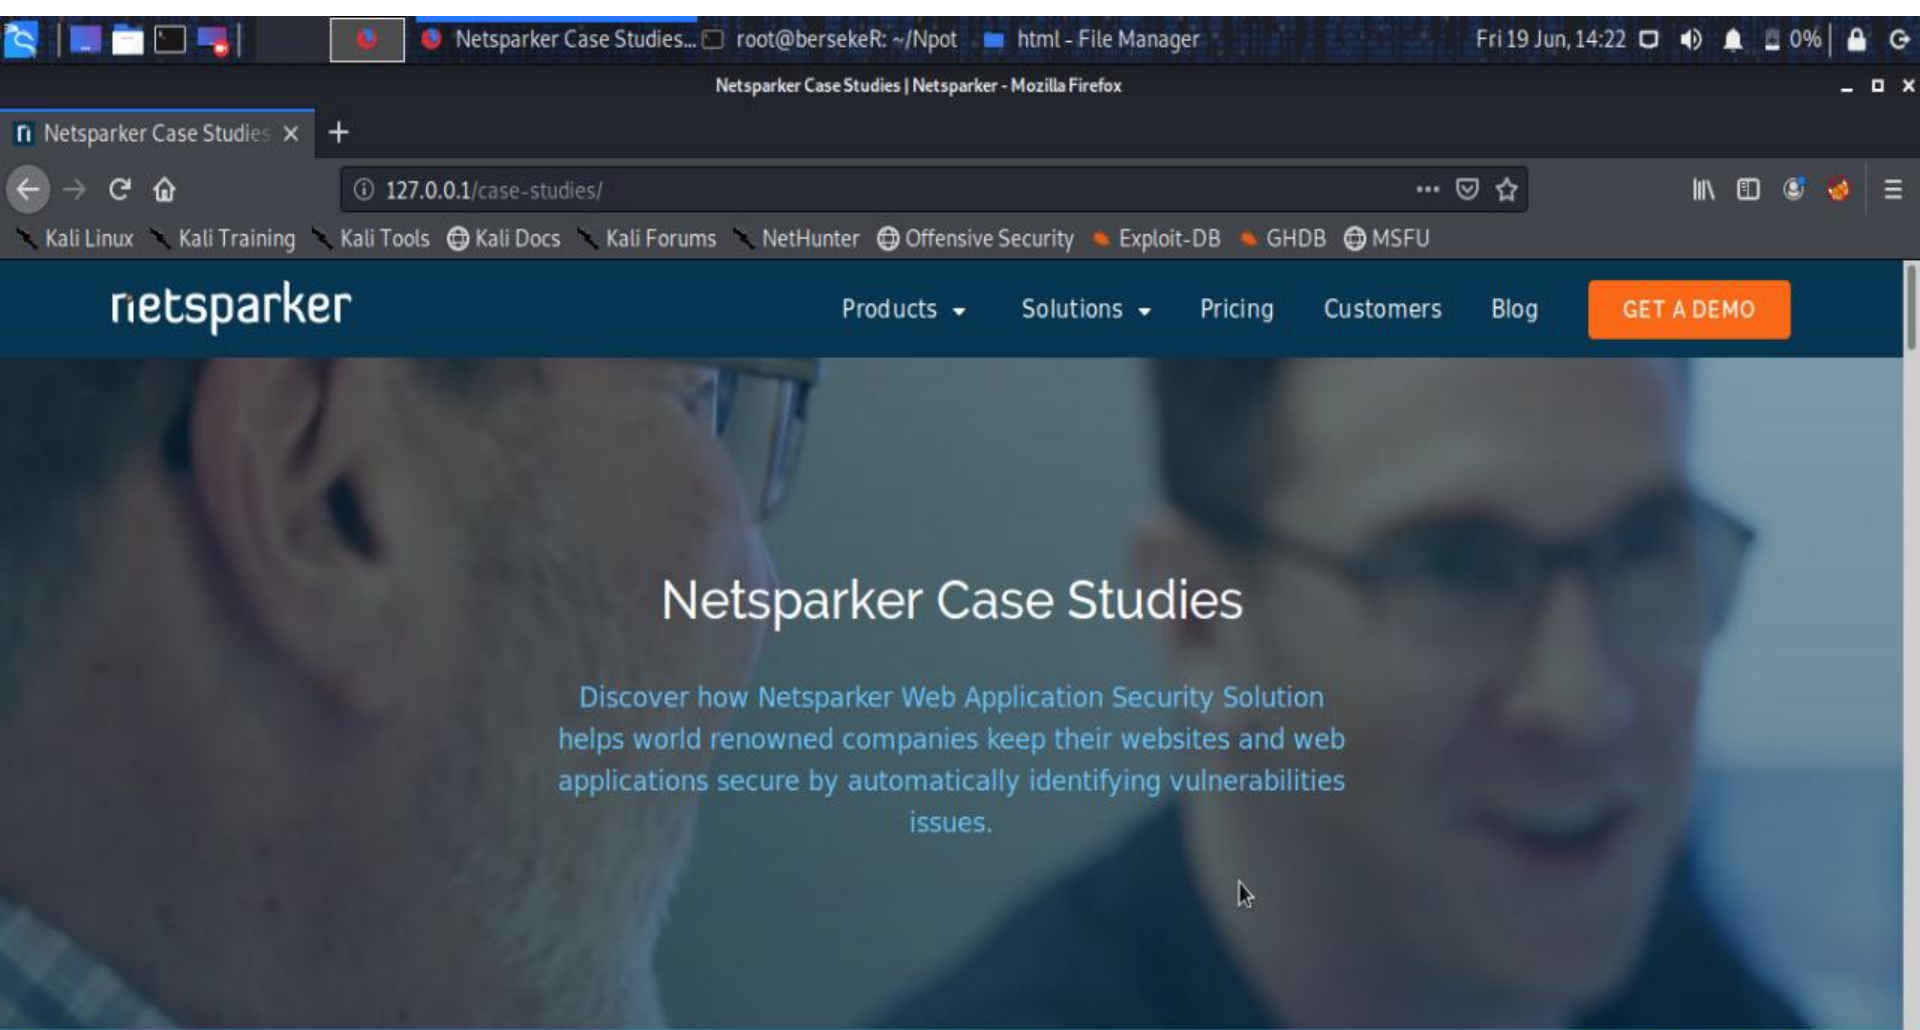 Netsparker Case Studies... root@bersekeR: ~/Npot html - File Manager Fri 19 Jun, 14:22 0%
Netsparker Case Studies | Netsparker - Mozilla Firefox
Netsparker Case Studies
127.0.0.1/case-studies/
Kali Linux Kali Training Kali Tools Kali Docs Kali Forums NetHunter Offensive Security Exploit-DB GHDB MSFU
netsparker Products Solutions Pricing Customers Blog GET A DEMO
Netsparker Case Studies
Discover how Netsparker Web Application Security Solution
helps world renowned companies keep their websites and web
applications secure by automatically identifying vulnerabilities
issues.